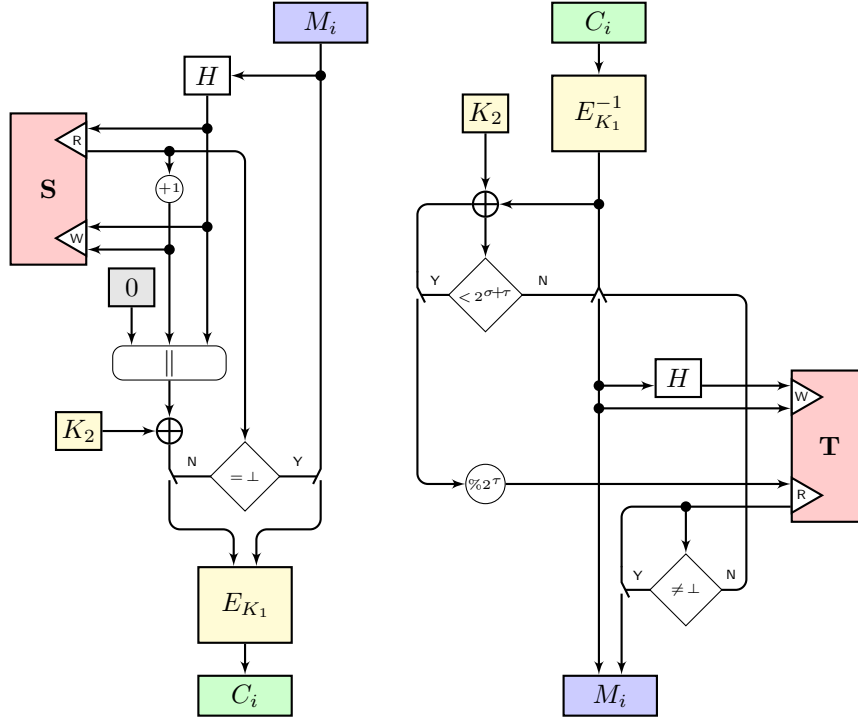 M_i
H
R
+1
S
W
0
||
K_2
N
= ⊥
Y
E_{K_1}
C_i
C_i
E_{K_1}^{-1}
K_2
Y
< 2^{σ+τ}
N
H
W
T
%2^τ
R
Y
≠ ⊥
N
M_i